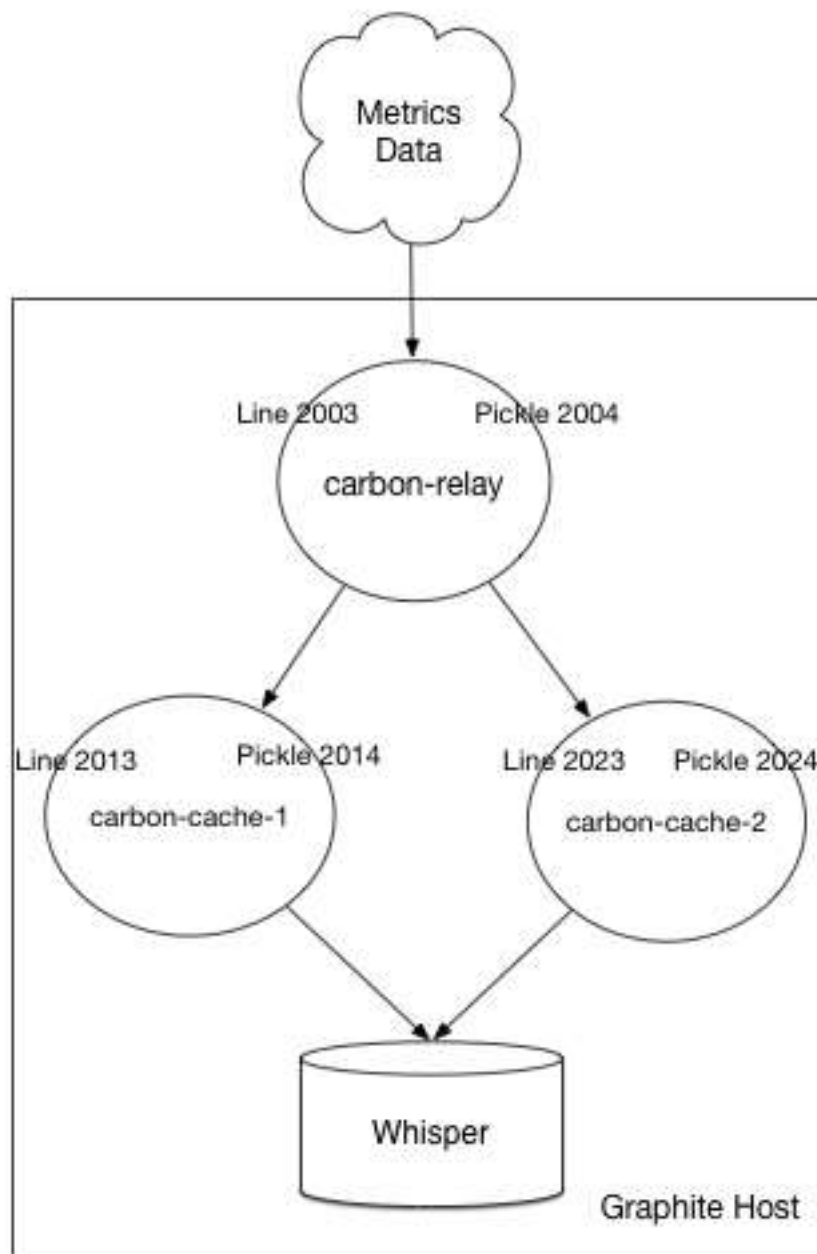 Metrics
Data
Line 2003
Pickle 2004
carbon-relay
Line 2013
Pickle 2014
Line 2023
Pickle 2024
carbon-cache-1
carbon-cache-2
Whisper
Graphite Host